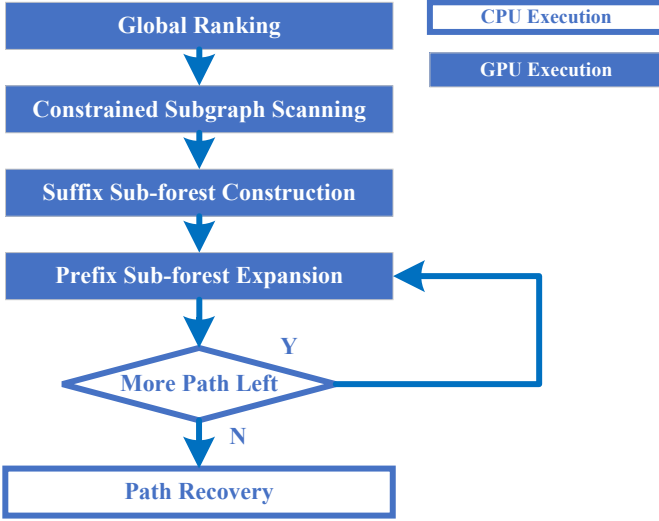 Global Ranking
CPU Execution
GPU Execution
Constrained Subgraph Scanning
Suffix Sub-forest Construction
Prefix Sub-forest Expansion
Y
More Path Left
N
Path Recovery